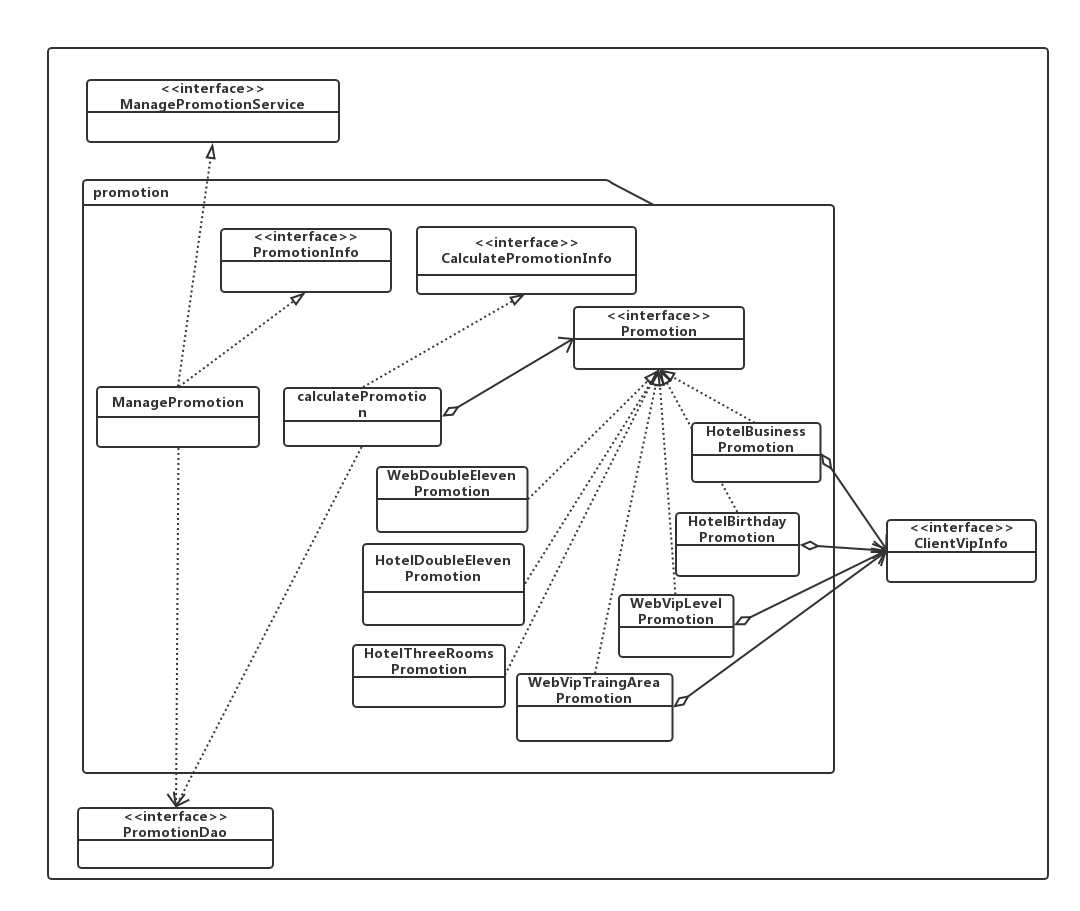 <<interface>>
ManagePromotionService
promotion
<<interface>>
PromotionInfo
<<interface>>
CalculatePromotionInfo
<<interface>>
Promotion
ManagePromotion
calculatePromotio
n
HotelBusiness
Promotion
WebDoubleEleven
Promotion
HotelBirthday
Promotion
<<interface>>
ClientVipInfo
HotelDoubleEleven
Promotion
WebVipLevel
Promotion
HotelThreeRooms
Promotion
WebVipTraingArea
Promotion
<<interface>>
PromotionDao